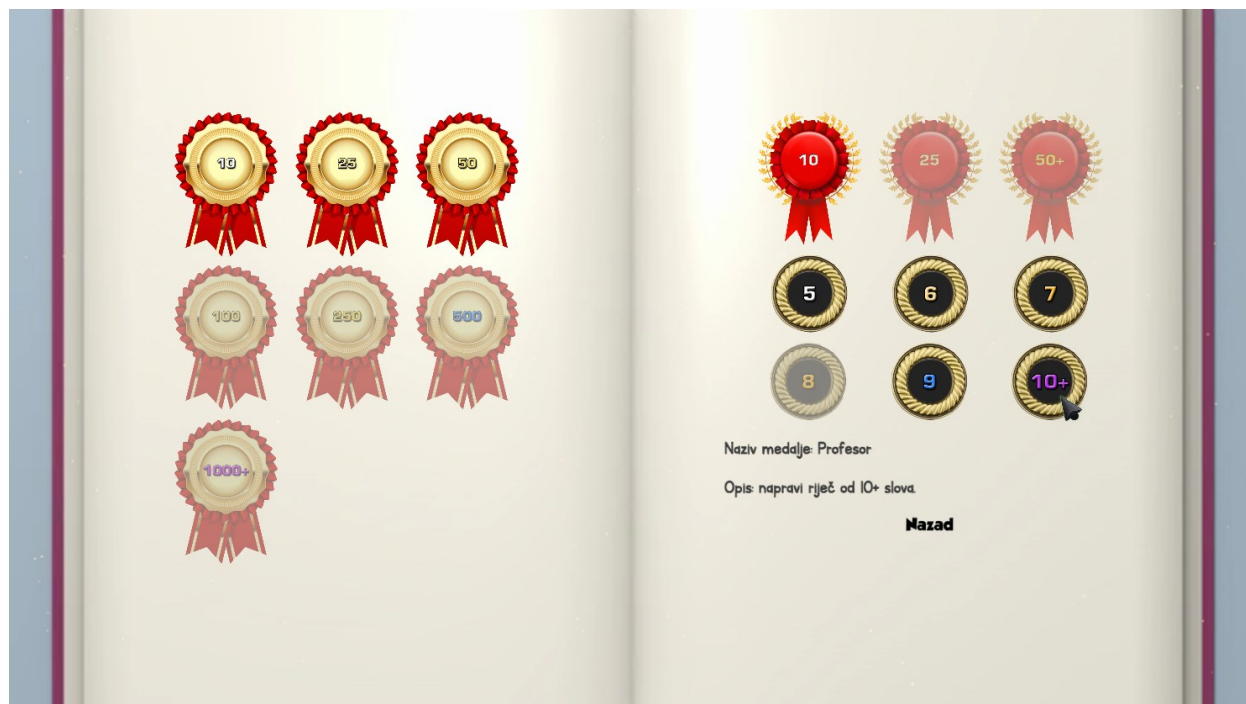 10 25 50
100 250 500
1000+
10 25 50+
5 6 7
8 9 10+
Naziv medalje: Profesor
Opis: napravi riječ od 10+ slova.
Nazad